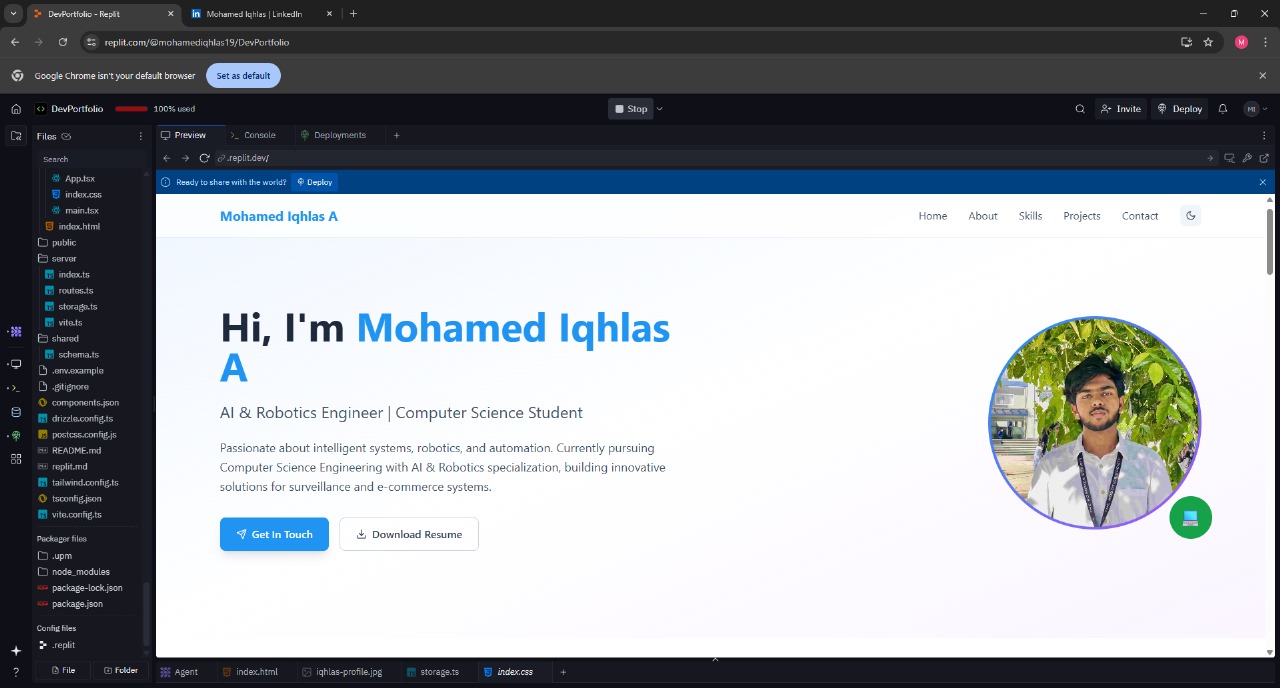 DevPortfolio - Replit
Mohamed Iqhlas | LinkedIn
replit.com/@mohamediqhlas19/DevPortfolio
M
Google Chrome isn't your default browser
Set as default
DevPortfolio
100% used
Stop
Invite
Deploy
MI
Files
Preview
Console
Deployments
Search
.replit.dev/
App.tsx
index.css
main.tsx
index.html
public
server
index.ts
routes.ts
storage.ts
vite.ts
shared
schema.ts
.env.example
.gitignore
components.json
drizzle.config.ts
postcss.config.js
README.md
replit.md
tailwind.config.ts
tsconfig.json
vite.config.ts
Packager files
.upm
node_modules
package-lock.json
package.json
Config files
.replit
File
Folder
Ready to share with the world?
Deploy
Mohamed Iqhlas A
Home
About
Skills
Projects
Contact
Hi, I'm Mohamed Iqhlas
A
AI & Robotics Engineer | Computer Science Student
Passionate about intelligent systems, robotics, and automation. Currently pursuing
Computer Science Engineering with AI & Robotics specialization, building innovative
solutions for surveillance and e-commerce systems.
Get In Touch
Download Resume
Agent
index.html
iqhlas-profile.jpg
storage.ts
index.css